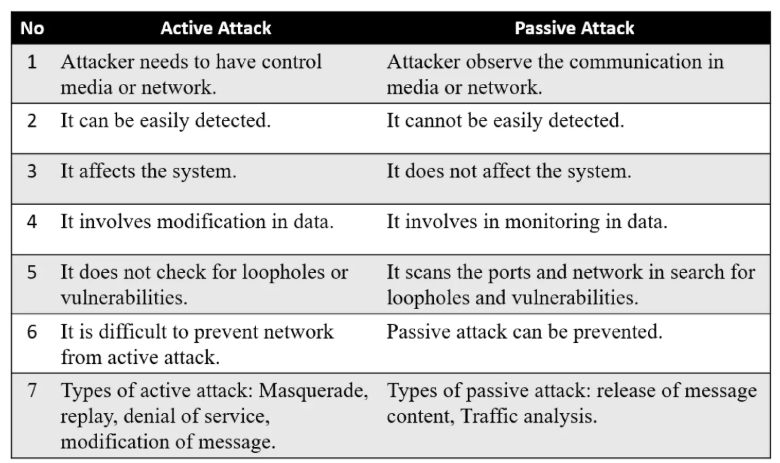 No Active Attack Passive Attack
1 Attacker needs to have control Attacker observe the communication in
media or network. media or network.
2 It can be easily detected. It cannot be easily detected.
3 It affects the system. It does not affect the system.
4 It involves modification in data. It involves in monitoring in data.
5 It does not check for loopholes or It scans the ports and network in search for
vulnerabilities. loopholes and vulnerabilities.
6 It is difficult to prevent network Passive attack can be prevented.
from active attack.
7 Types of active attack: Masquerade, Types of passive attack: release of message
replay, denial of service, content, Traffic analysis.
modification of message.